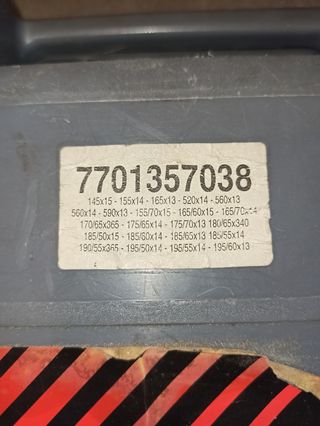 7701357038
145x15 - 155x14 - 165x13 - 520x14 - 560x13
560x14 - 590x13 - 155/70x15 - 165/60x15 - 165/70x14
170/65x365 - 175/65x14 - 175/70x13 180/65x340
185/50x15 - 185/60x14 - 185/65x13 185/55x14
190/55x365 - 195/50x14 - 195/55x14 - 195/60x13